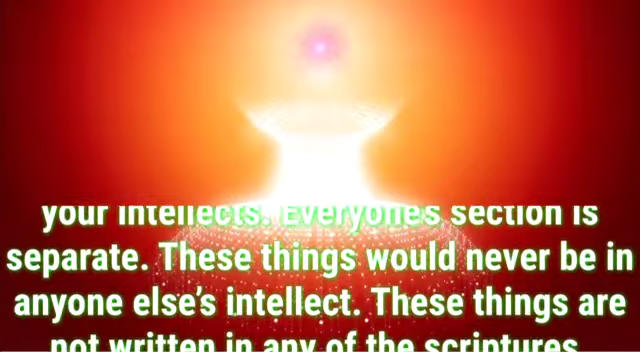 your intellects. Everyone's section is
separate. These things would never be in
anyone else's intellect. These things are
not written in any of the scriptures.